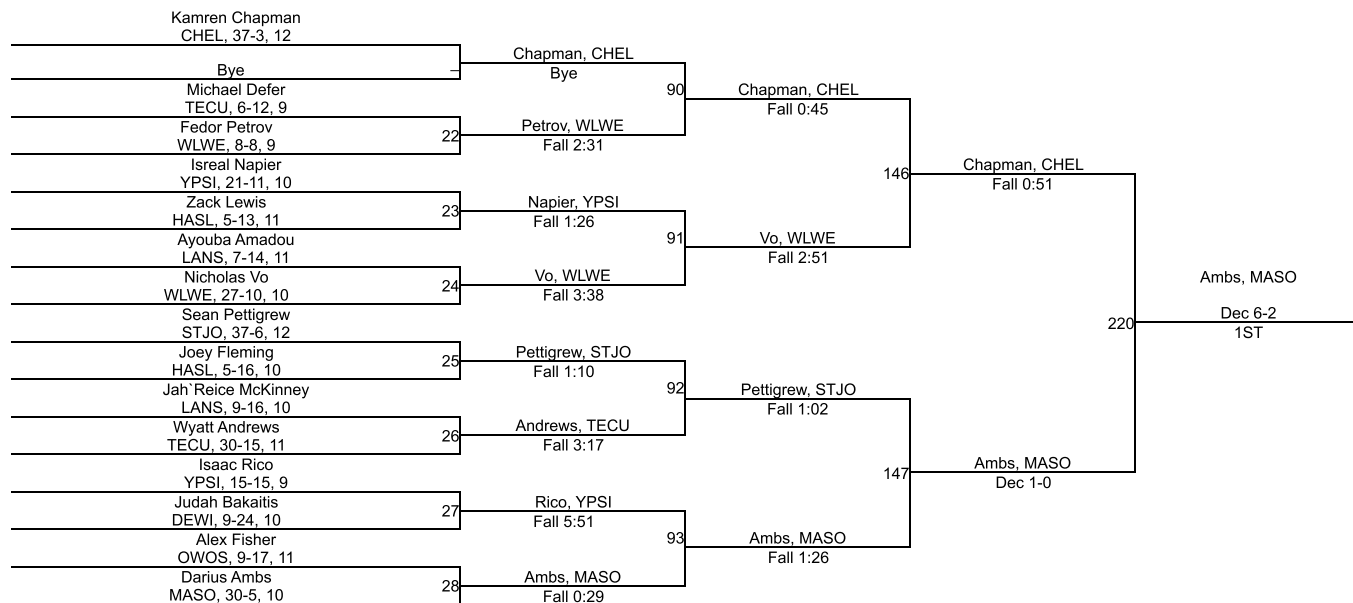 Kamren Chapman
CHEL, 37-3, 12
Bye
Michael Defer
TECU, 6-12, 9
Fedor Petrov
WLWE, 8-8, 9
Isreal Napier
YPSI, 21-11, 10
Zack Lewis
HASL, 5-13, 11
Ayouba Amadou
LANS, 7-14, 11
Nicholas Vo
WLWE, 27-10, 10
Sean Pettigrew
STJO, 37-6, 12
Joey Fleming
HASL, 5-16, 10
Jah`Reice McKinney
LANS, 9-16, 10
Wyatt Andrews
TECU, 30-15, 11
Isaac Rico
YPSI, 15-15, 9
Judah Bakaitis
DEWI, 9-24, 10
Alex Fisher
OWOS, 9-17, 11
Darius Ambs
MASO, 30-5, 10
22
23
24
25
26
27
28
Chapman, CHEL
Bye
Petrov, WLWE
Fall 2:31
Napier, YPSI
Fall 1:26
Vo, WLWE
Fall 3:38
Pettigrew, STJO
Fall 1:10
Andrews, TECU
Fall 3:17
Rico, YPSI
Fall 5:51
Ambs, MASO
Fall 0:29
90
91
92
93
Chapman, CHEL
Fall 0:45
Vo, WLWE
Fall 2:51
Pettigrew, STJO
Fall 1:02
Ambs, MASO
Fall 1:26
146
147
Chapman, CHEL
Fall 0:51
Ambs, MASO
Dec 1-0
220
Ambs, MASO
Dec 6-2
1ST